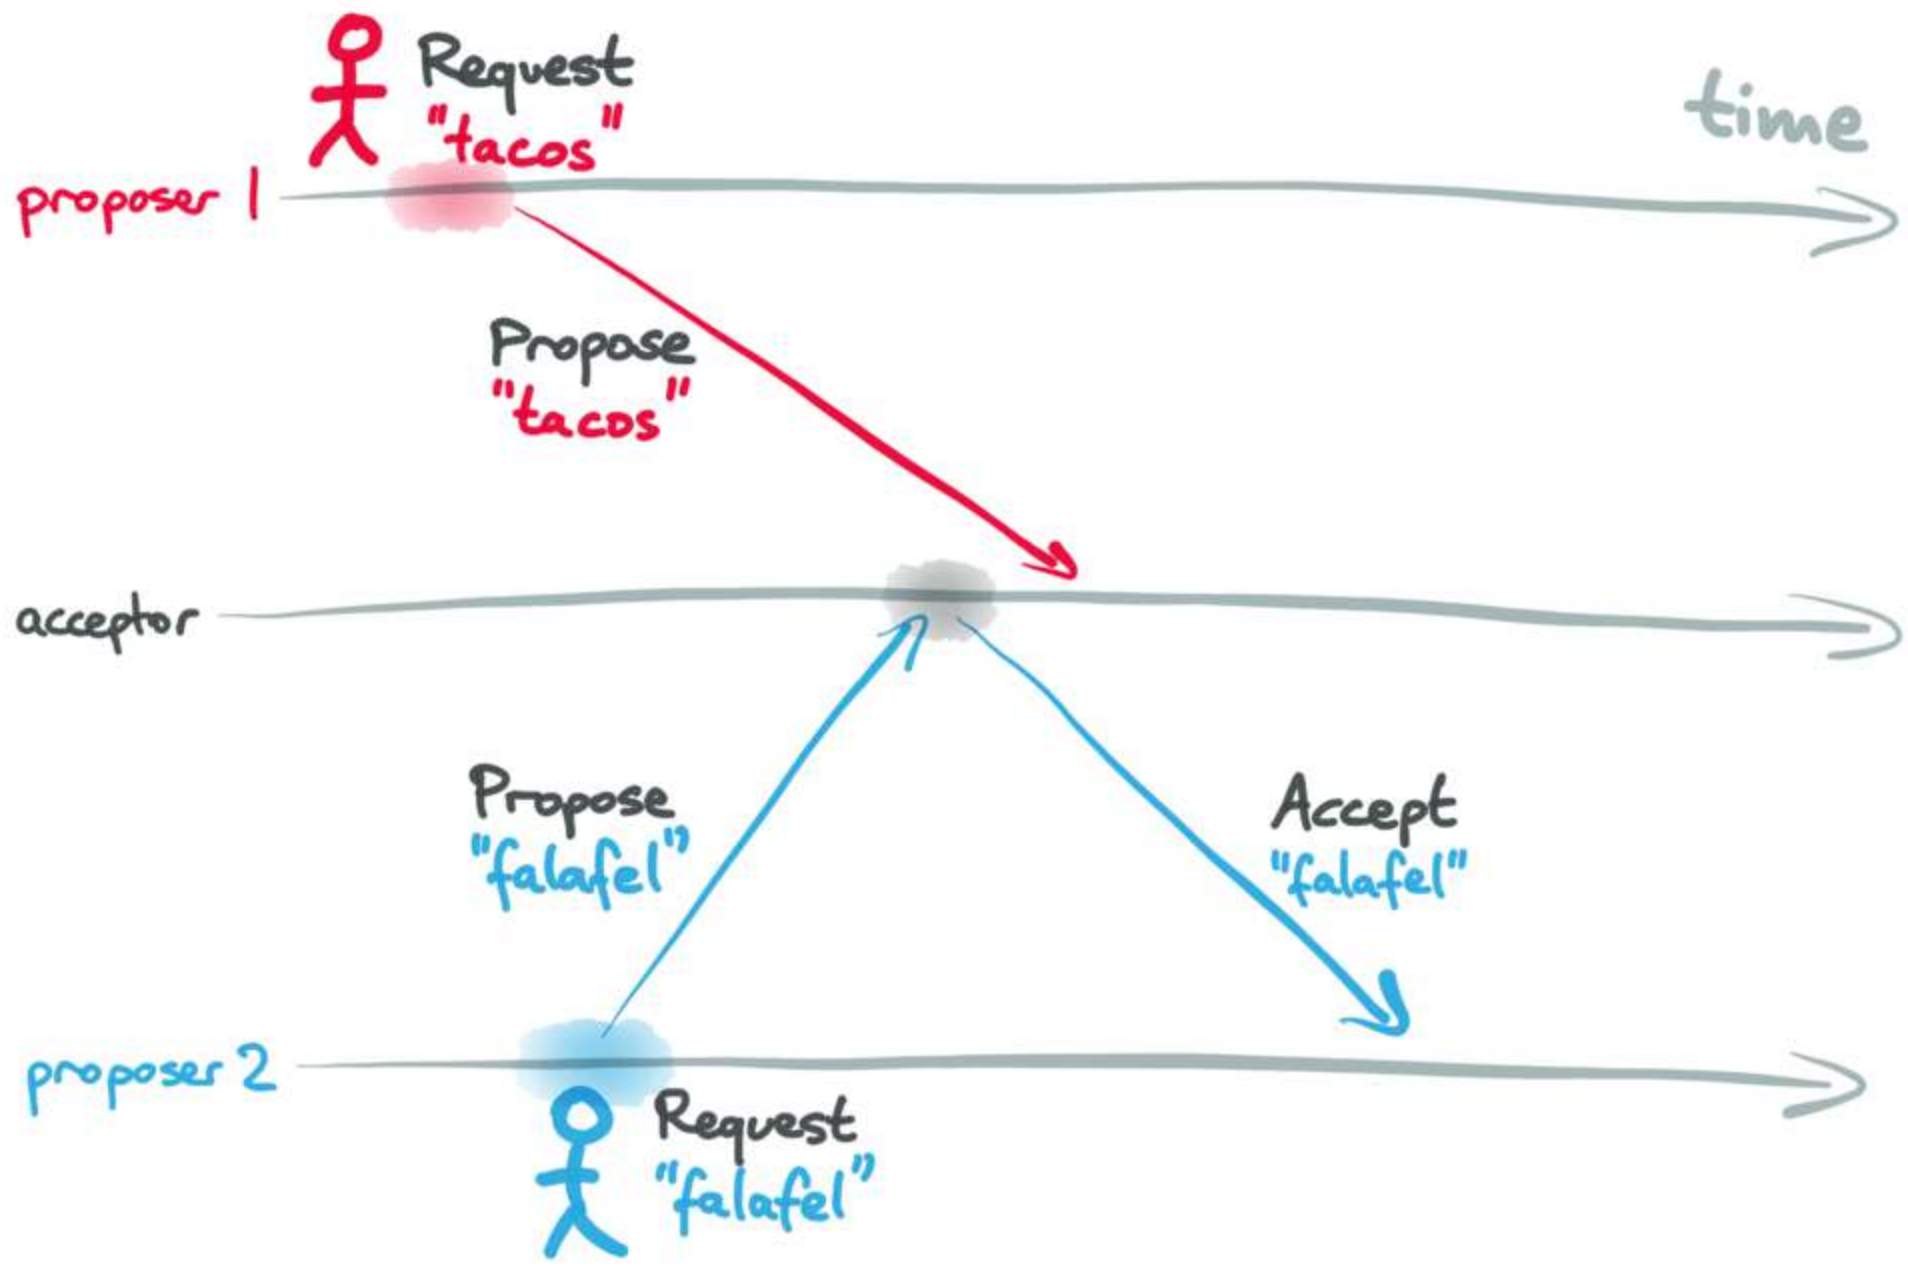 Request
"tacos"
time
proposer 1
Propose
"tacos"
acceptor
Propose
"falafel"
Accept
"falafel"
proposer 2
Request
"falafel"